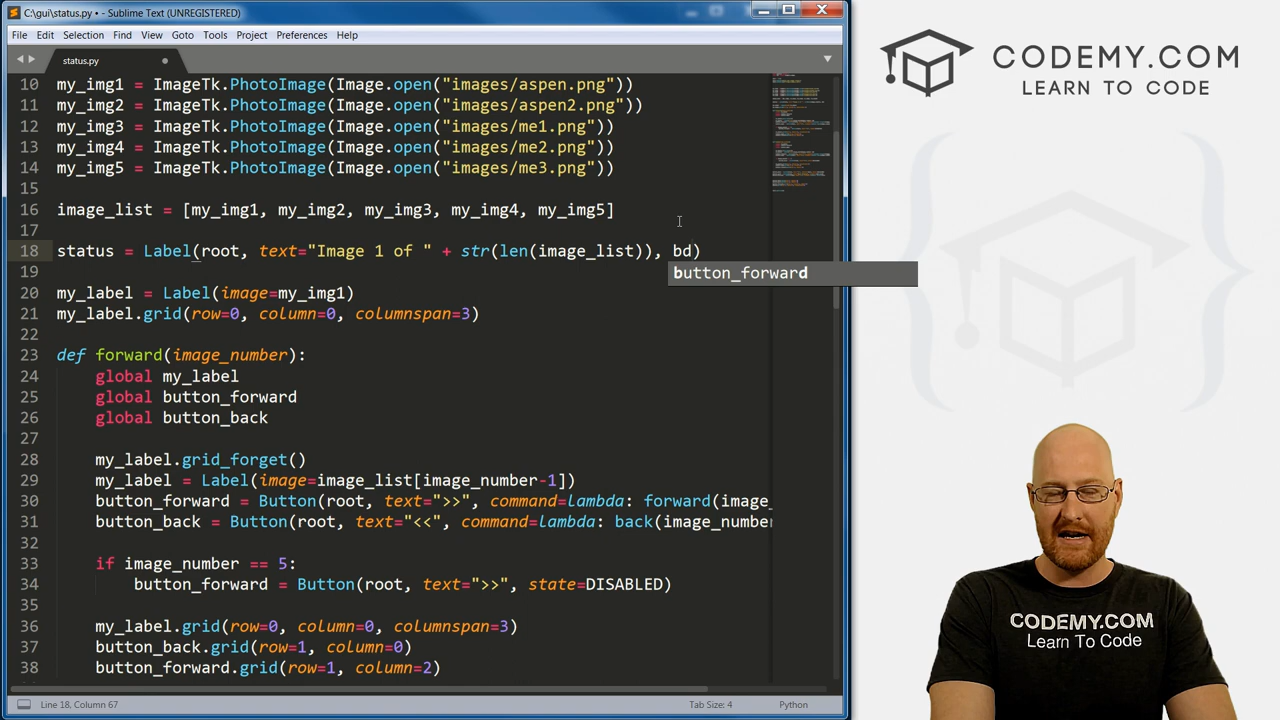 C:\gui\status.py • - Sublime Text (UNREGISTERED)
File Edit Selection Find View Goto Tools Project Preferences Help
status.py
10 my_img1 = ImageTk.PhotoImage(Image.open("images/aspen.png"))
11 my_img2 = ImageTk.PhotoImage(Image.open("images/aspen2.png"))
12 my_img3 = ImageTk.PhotoImage(Image.open("images/me1.png"))
13 my_img4 = ImageTk.PhotoImage(Image.open("images/me2.png"))
14 my_img5 = ImageTk.PhotoImage(Image.open("images/me3.png"))
15
16 image_list = [my_img1, my_img2, my_img3, my_img4, my_img5]
17
18 status = Label(root, text="Image 1 of " + str(len(image_list)), bd)
button_forward
19
20 my_label = Label(image=my_img1)
21 my_label.grid(row=0, column=0, columnspan=3)
22
23 def forward(image_number):
24 global my_label
25 global button_forward
26 global button_back
27
28 my_label.grid_forget()
29 my_label = Label(image=image_list[image_number-1])
30 button_forward = Button(root, text=">>", command=lambda: forward(image_
31 button_back = Button(root, text="<<", command=lambda: back(image_number
32
33 if image_number == 5:
34 button_forward = Button(root, text=">>", state=DISABLED)
35
36 my_label.grid(row=0, column=0, columnspan=3)
37 button_back.grid(row=1, column=0)
38 button_forward.grid(row=1, column=2)
Line 18, Column 67
Tab Size: 4
Python
CODEMY.COM
LEARN TO CODE
CODEMY.COM
Learn To Code